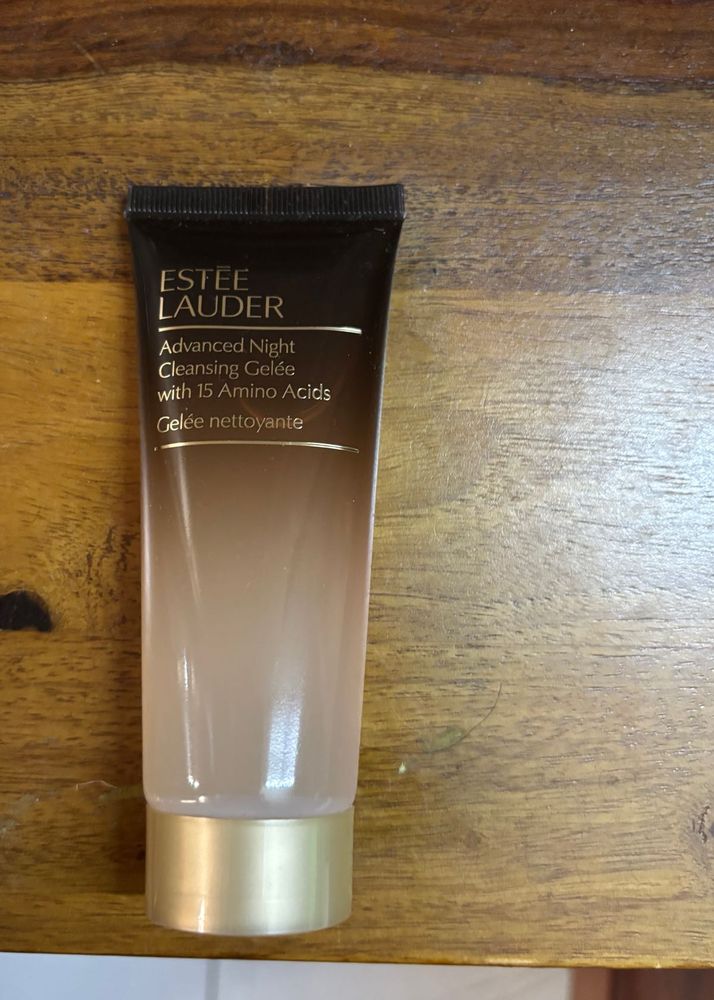 ESTĒE
LAUDER
Advanced Night
Cleansing Gelée
with 15 Amino Acids
Gelée nettoyante